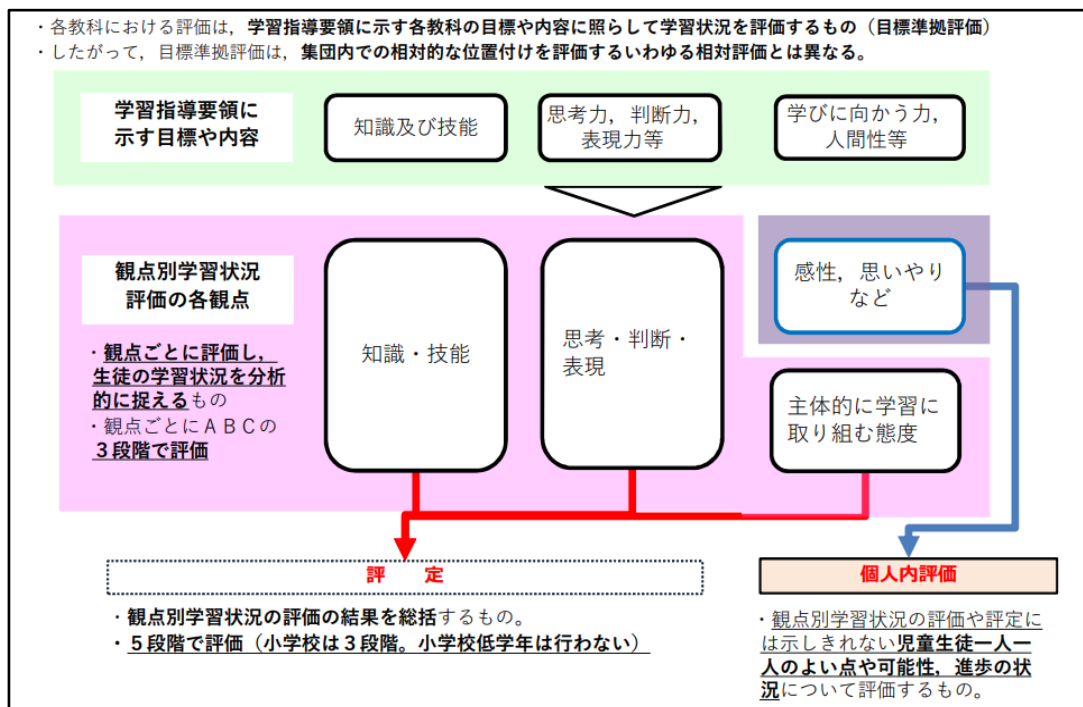 ・各教科における評価は，学習指導要領に示す各教科の目標や内容に照らして学習状況を評価するもの（目標準拠評価）
・したがって，目標準拠評価は，集団内での相対的な位置付けを評価するいわゆる相対評価とは異なる。
学習指導要領に
示す目標や内容
知識及び技能
思考力，判断力，
表現力等
学びに向かう力，
人間性等
観点別学習状況
評価の各観点
・観点ごとに評価し，
生徒の学習状況を分析
的に捉えるもの
・観点ごとにＡＢＣの
３段階で評価
知識・技能
思考・判断・
表現
感性，思いやり
など
主体的に学習に
取り組む態度
評　定
・観点別学習状況の評価の結果を総括するもの。
・５段階で評価（小学校は３段階。小学校低学年は行わない）
個人内評価
・観点別学習状況の評価や評定に
は示しきれない児童生徒一人一
人のよい点や可能性，進歩の状
況について評価するもの。